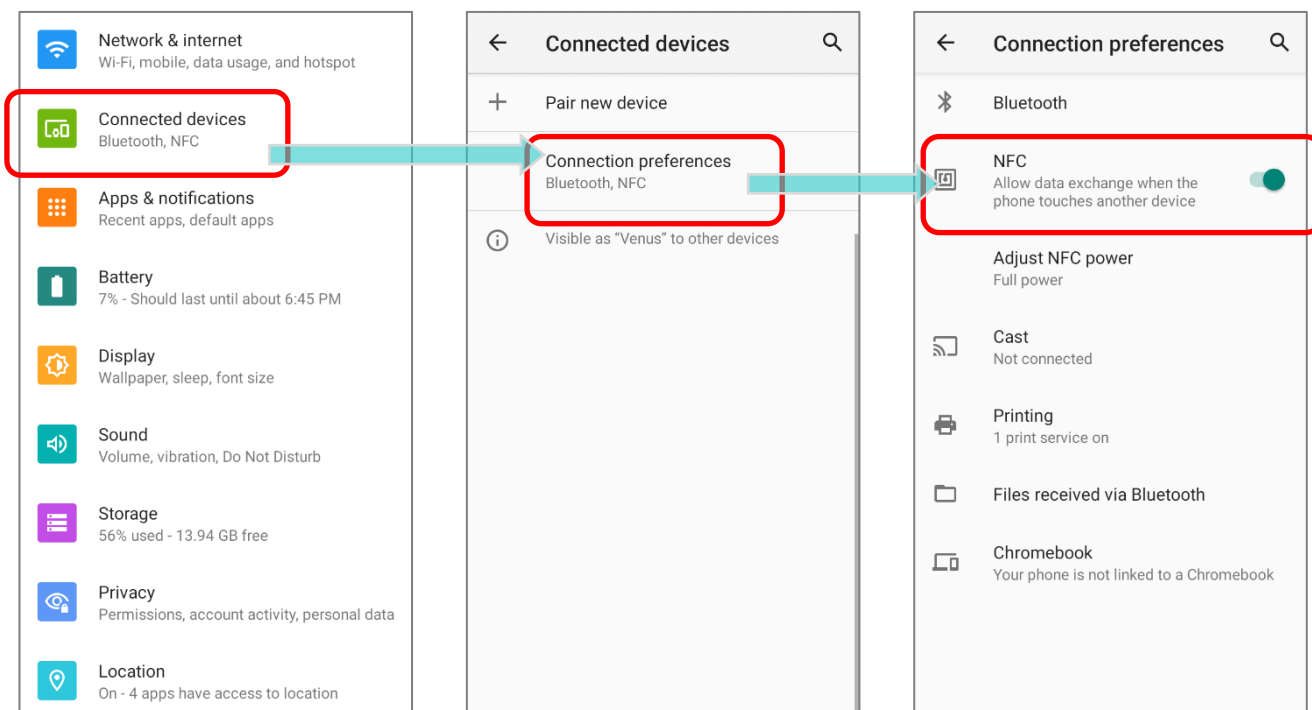 Network & internet
Wi-Fi, mobile, data usage, and hotspot
Connected devices
Bluetooth, NFC
Apps & notifications
Recent apps, default apps
Battery
7% - Should last until about 6:45 PM
Display
Wallpaper, sleep, font size
Sound
Volume, vibration, Do Not Disturb
Storage
56% used - 13.94 GB free
Privacy
Permissions, account activity, personal data
Location
On - 4 apps have access to location
Connected devices
Pair new device
Connection preferences
Bluetooth, NFC
Visible as “Venus” to other devices
Connection preferences
Bluetooth
NFC
Allow data exchange when the
phone touches another device
Adjust NFC power
Full power
Cast
Not connected
Printing
1 print service on
Files received via Bluetooth
Chromebook
Your phone is not linked to a Chromebook